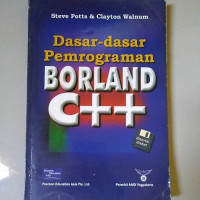 Steve Potts & Clayton Walnum
Dasar-dasar
Pemrograman
BORLAND
C++
Pearson Education Asia Pte. Ltd.
Penerbit ANDI Yogyakarta